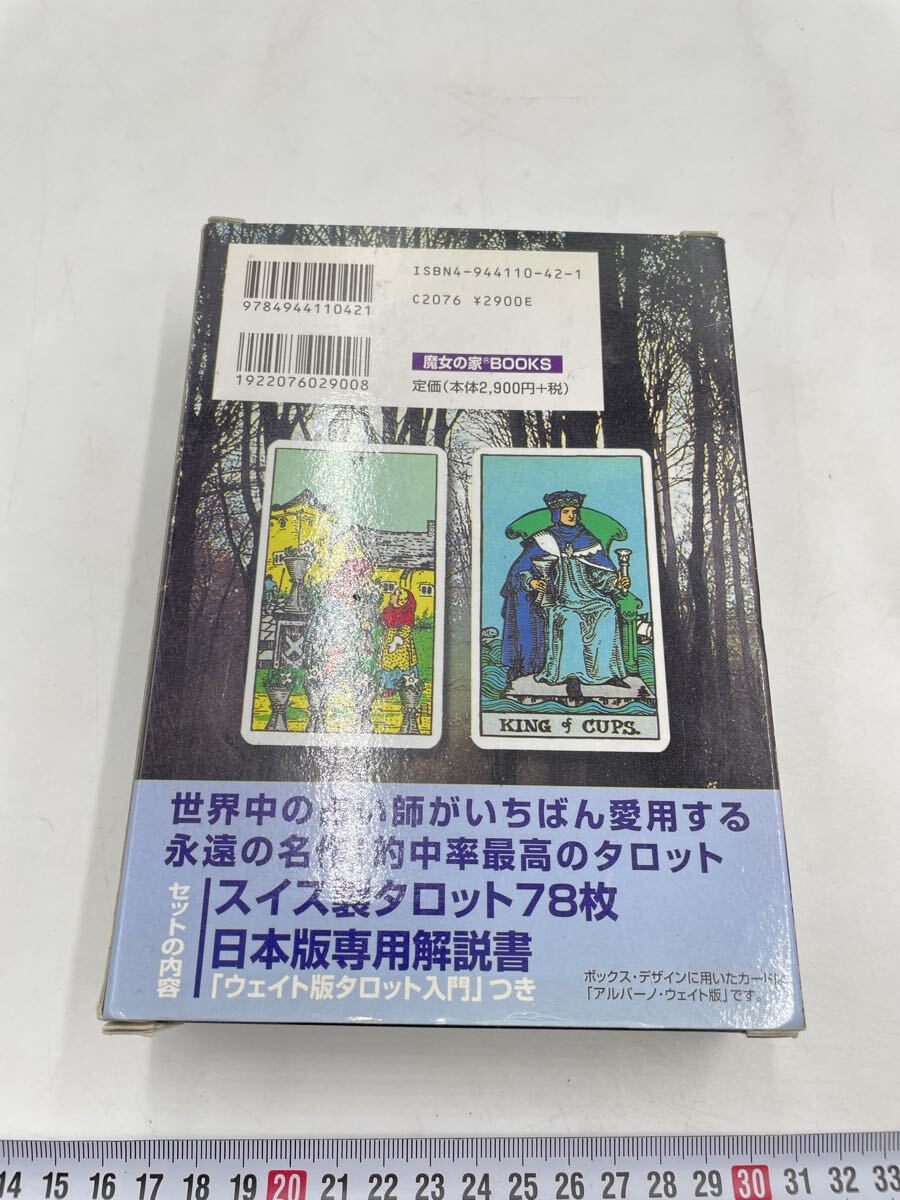 ISBN4-944110-42-1
9784944110421
C2076 ¥2900E
1922076029008
魔女の家®BOOKS
定価(本体2,900円+税)
KING of CUPS.
世界中の占い師がいちばん愛用する
永遠の名作 的中率最高のタロット
セットの内容
スイス製タロット78枚
日本版専用解説書
「ウェイト版タロット入門」つき
ボックス・デザインに用いたカードは
「アルバーノ・ウェイト版」です。
14 15 16 17 18 19 20 21 22 23 24 25 26 27 28 29 30 31 32 33